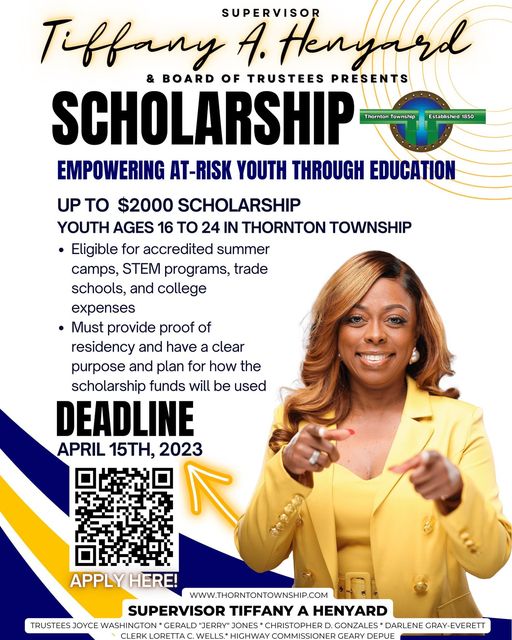 SUPERVISOR
Tiffany A. Henyard
& BOARD OF TRUSTEES PRESENTS
SCHOLARSHIP
Thornton Township Established 1850
EMPOWERING AT-RISK YOUTH THROUGH EDUCATION
UP TO $2000 SCHOLARSHIP
YOUTH AGES 16 TO 24 IN THORNTON TOWNSHIP
• Eligible for accredited summer
camps, STEM programs, trade
schools, and college
expenses
• Must provide proof of
residency and have a clear
purpose and plan for how the
scholarship funds will be used
DEADLINE
APRIL 15TH, 2023
APPLY HERE!
WWW.THORNTONTOWNSHIP.COM
SUPERVISOR TIFFANY A HENYARD
TRUSTEES JOYCE WASHINGTON * GERALD "JERRY" JONES * CHRISTOPHER D. GONZALES * DARLENE GRAY-EVERETT
CLERK LORETTA C. WELLS,* HIGHWAY COMMISSIONER GEARY DEPUE